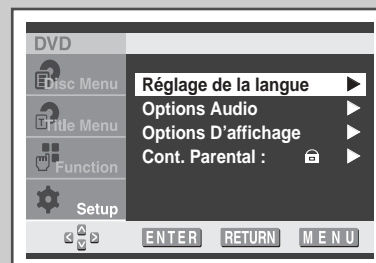 DVD
Disc Menu
Title Menu
Function
Setup
Réglage de la langue
Options Audio
Options D'affichage
Cont. Parental :
ENTER RETURN MENU